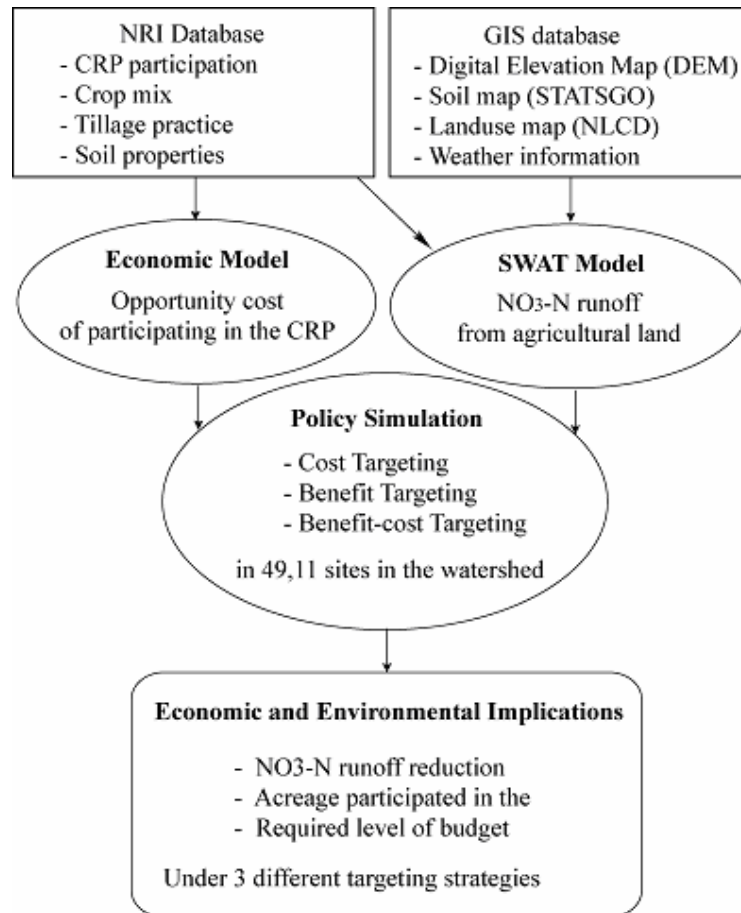 NRI Database
- CRP participation
- Crop mix
- Tillage practice
- Soil properties
GIS database
- Digital Elevation Map (DEM)
- Soil map (STATSGO)
- Landuse map (NLCD)
- Weather information
Economic Model
Opportunity cost
of participating in the CRP
SWAT Model
NO3-N runoff
from agricultural land
Policy Simulation
- Cost Targeting
- Benefit Targeting
- Benefit-cost Targeting
in 49,11 sites in the watershed
Economic and Environmental Implications
- NO3-N runoff reduction
- Acreage participated in the
- Required level of budget
Under 3 different targeting strategies